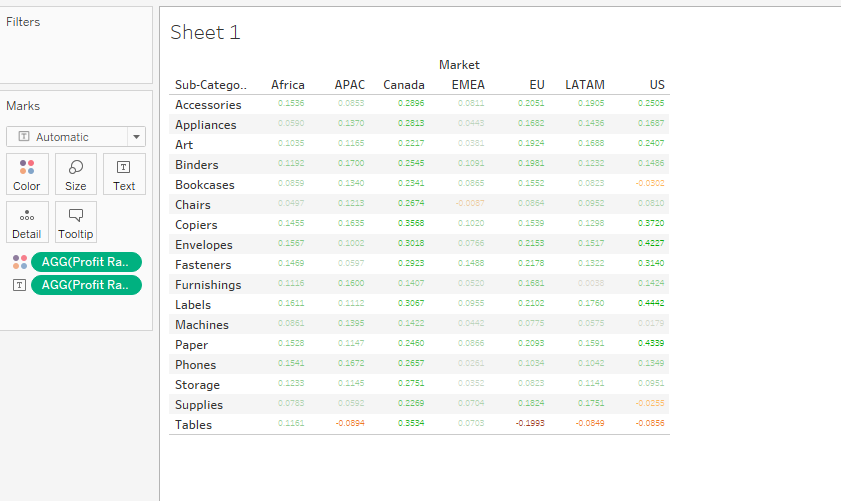 Filters
Marks
Automatic
Color Size Text
Detail Tooltip
AGG(Profit Ra..
AGG(Profit Ra..
Sheet 1
Market
Sub-Catego.. Africa APAC Canada EMEA EU LATAM US
Accessories 0.1536 0.0853 0.2896 0.0811 0.2051 0.1905 0.2505
Appliances 0.0590 0.1370 0.2813 0.0443 0.1682 0.1436 0.1687
Art 0.1035 0.1165 0.2217 0.0381 0.1924 0.1688 0.2407
Binders 0.1192 0.1700 0.2545 0.1091 0.1981 0.1232 0.1486
Bookcases 0.0859 0.1340 0.2341 0.0865 0.1552 0.0823 -0.0302
Chairs 0.0497 0.1213 0.2674 -0.0087 0.0864 0.0952 0.0810
Copiers 0.1455 0.1635 0.3568 0.1020 0.1539 0.1298 0.3720
Envelopes 0.1567 0.1002 0.3018 0.0766 0.2153 0.1517 0.4227
Fasteners 0.1469 0.0597 0.2923 0.1488 0.2178 0.1322 0.3140
Furnishings 0.1116 0.1600 0.1407 0.0520 0.1681 0.0038 0.1424
Labels 0.1611 0.1112 0.3067 0.0955 0.2102 0.1760 0.4442
Machines 0.0861 0.1395 0.1422 0.0442 0.0775 0.0575 0.0179
Paper 0.1528 0.1147 0.2460 0.0866 0.2093 0.1591 0.4339
Phones 0.1541 0.1672 0.2657 0.0261 0.1034 0.1042 0.1349
Storage 0.1233 0.1146 0.2751 0.0352 0.0823 0.1141 0.0951
Supplies 0.0783 0.0592 0.2269 0.0704 0.1824 0.1751 -0.0255
Tables 0.1161 -0.0894 0.3534 0.0703 -0.1993 -0.0849 -0.0856